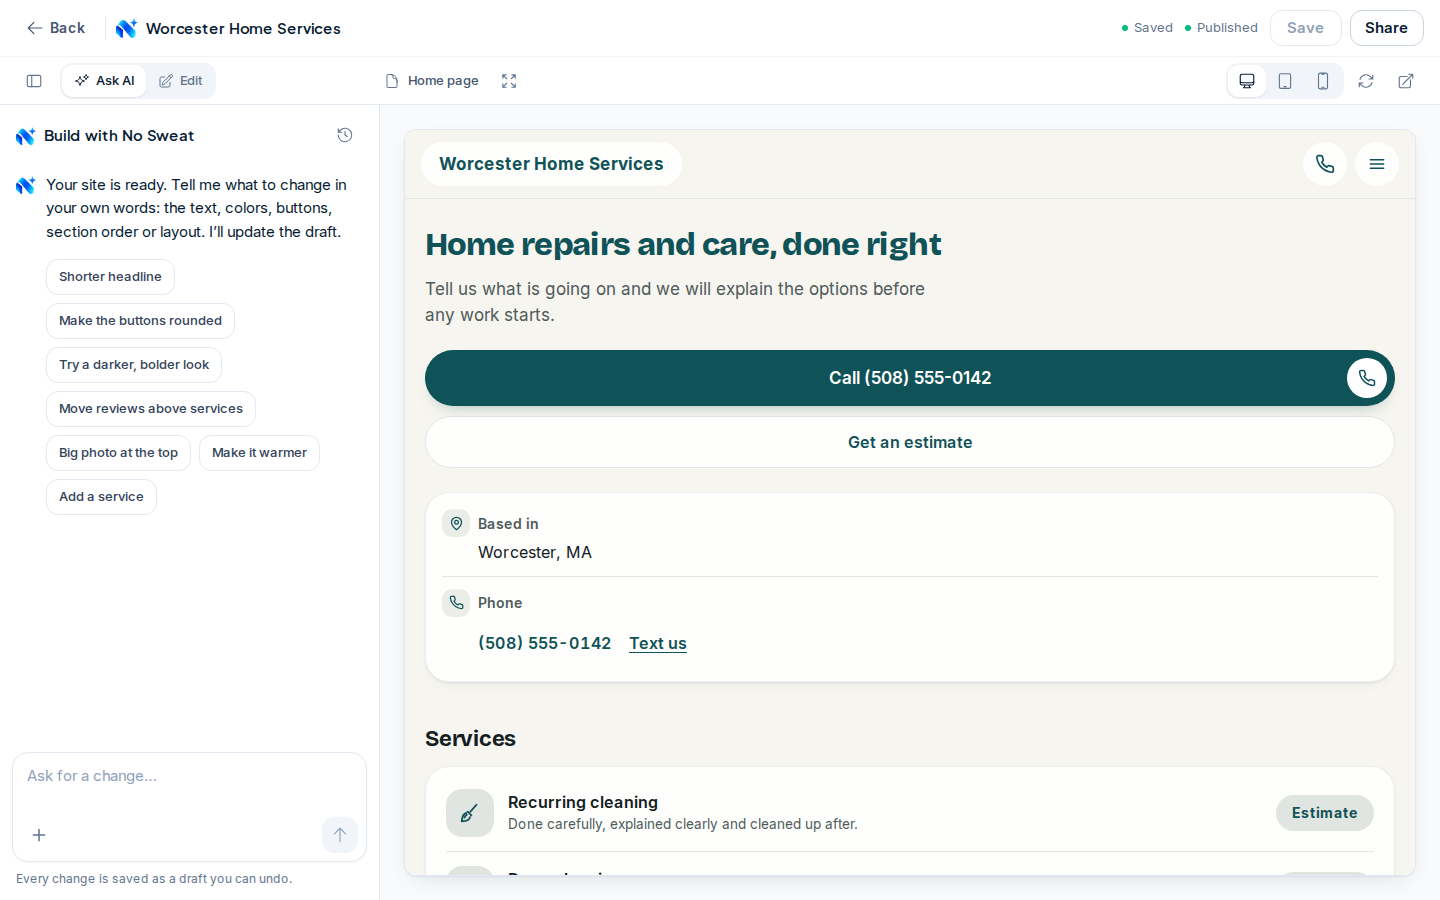 Back
Worcester Home Services
Saved
Published
Save
Share
Ask AI
Edit
Home page
Build with No Sweat
Your site is ready. Tell me what to change in
your own words: the text, colors, buttons,
section order or layout. I’ll update the draft.
Shorter headline
Make the buttons rounded
Try a darker, bolder look
Move reviews above services
Big photo at the top
Make it warmer
Add a service
Ask for a change...
Every change is saved as a draft you can undo.
Worcester Home Services
Home repairs and care, done right
Tell us what is going on and we will explain the options before
any work starts.
Call (508) 555-0142
Get an estimate
Based in
Worcester, MA
Phone
(508) 555-0142 Text us
Services
Recurring cleaning
Done carefully, explained clearly and cleaned up after.
Estimate